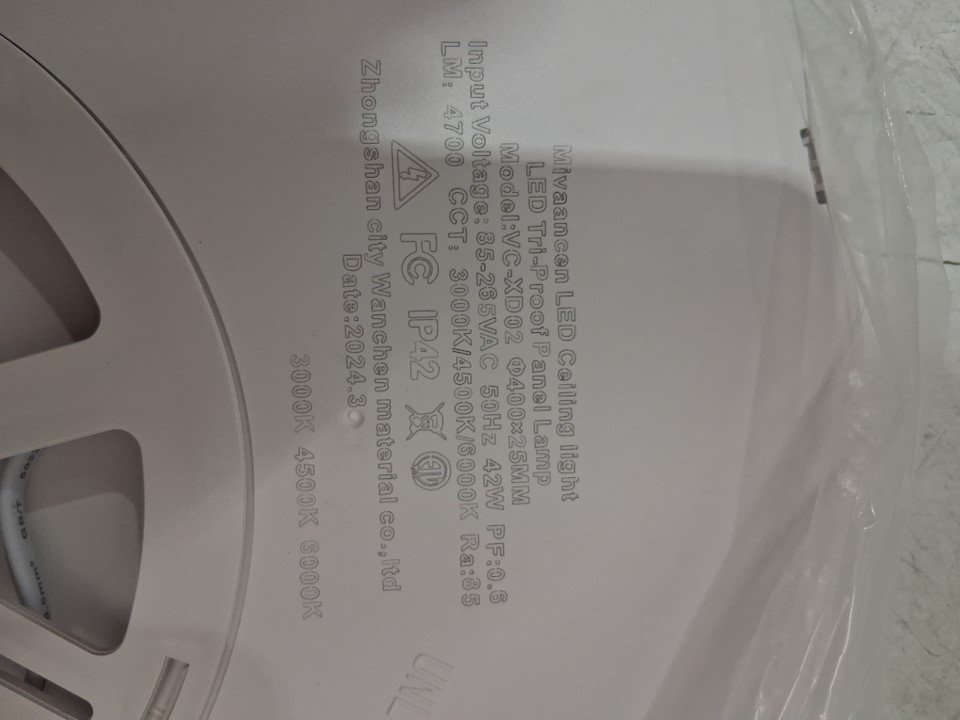 Mivaancen LED Ceiling light
LED Tri-Proof Panel Lamp
Model:VC-XD02 Φ400×25MM
Input Voltage: 85-265VAC 50Hz 42W PF:0.6
LM: 4700 CCT: 3000K/4500K/6000K Ra:85
FC IP42
Zhongshan city Wanchen material co.,ltd
Date:2024.3
3000K 4500K 6000K